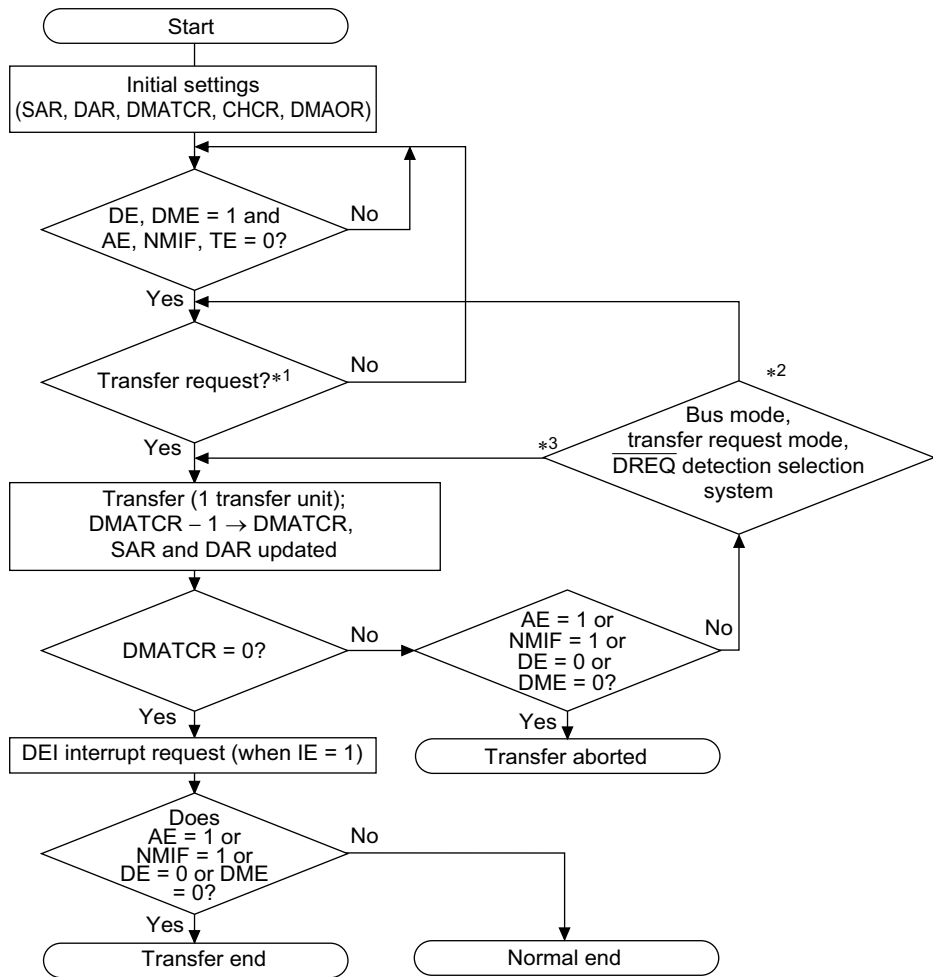 Start
Initial settings
(SAR, DAR, DMATCR, CHCR, DMAOR)
DE, DME = 1 and
AE, NMIF, TE = 0?
No
Yes
Transfer request?*1
No
Yes
*2
Bus mode,
transfer request mode,
DREQ detection selection
system
*3
Transfer (1 transfer unit);
DMATCR – 1 → DMATCR,
SAR and DAR updated
DMATCR = 0?
No
Yes
AE = 1 or
NMIF = 1 or
DE = 0 or
DME = 0?
No
Yes
Transfer aborted
DEI interrupt request (when IE = 1)
Does
AE = 1 or
NMIF = 1 or
DE = 0 or DME
= 0?
No
Yes
Transfer end
Normal end